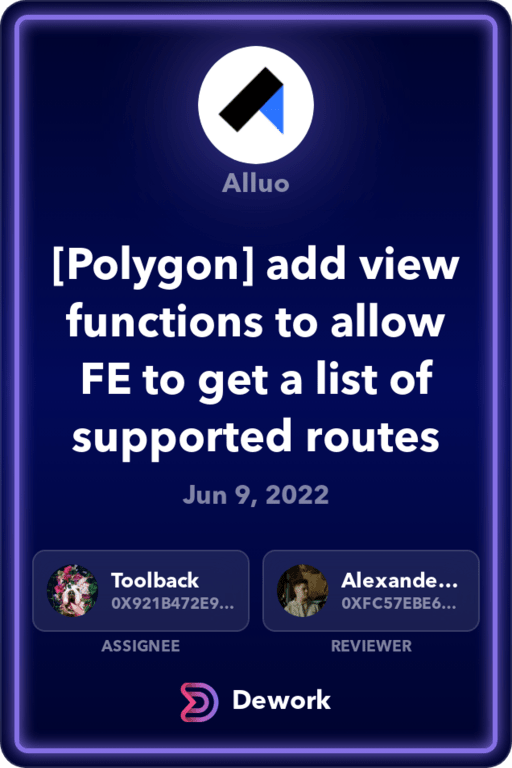 Alluo
[Polygon] add view
functions to allow
FE to get a list of
supported routes
Jun 9, 2022
Toolback
0X921B472E9...
ASSIGNEE
Alexande...
0XFC57EBE6...
REVIEWER
Dework